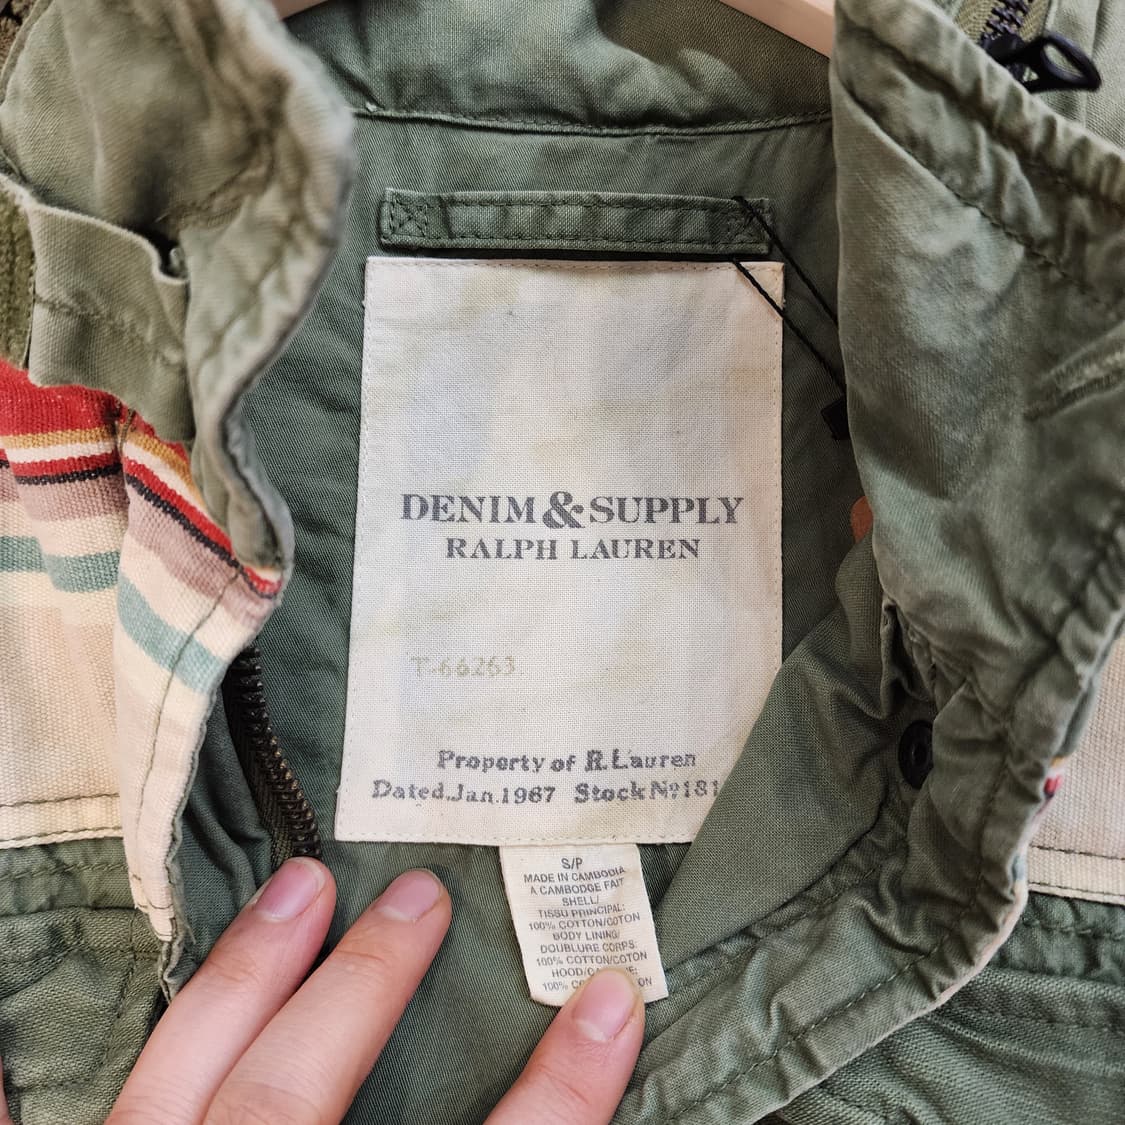 DENIM & SUPPLY
RALPH LAUREN
T-66263
Property of R.Lauren
Dated.Jan.1967 Stock Nº181
S/P
MADE IN CAMBODIA
A CAMBODGE FAIT
SHELL/
TISSU PRINCIPAL:
100% COTTON/COTON
BODY LINING/
DOUBLURE CORPS:
100% COTTON/COTON
HOOD/
100%